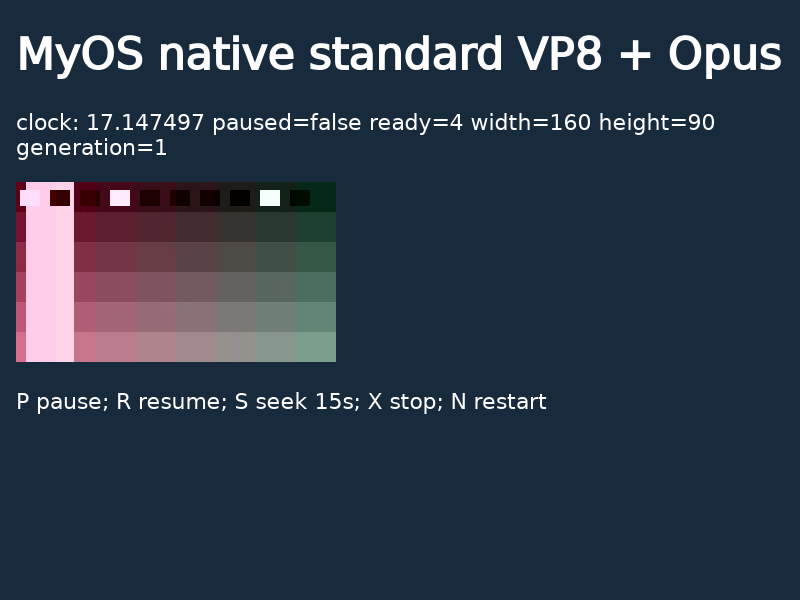 MyOS native standard VP8 + Opus
clock: 17.147497 paused=false ready=4 width=160 height=90
generation=1
P pause; R resume; S seek 15s; X stop; N restart